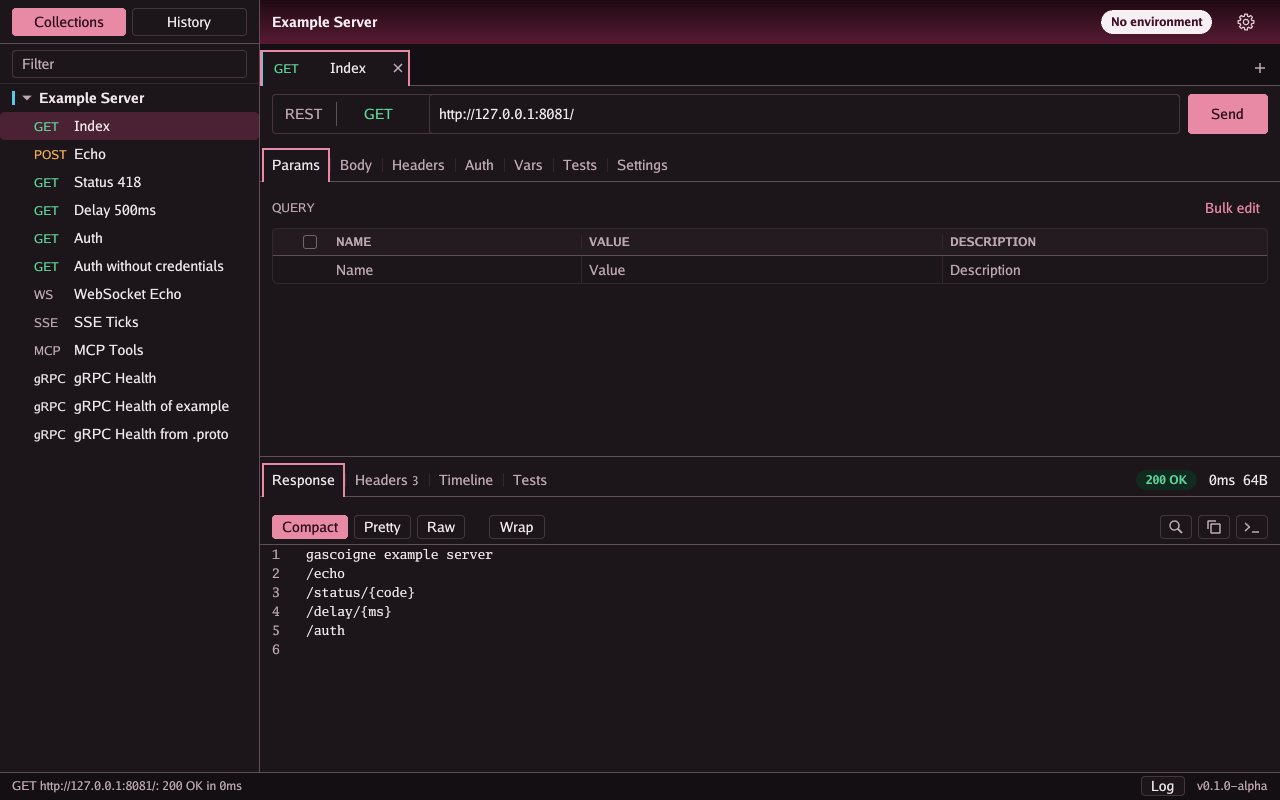 Collections
History
Example Server
No environment
Filter
GET Index
Example Server
GET Index
POST Echo
GET Status 418
GET Delay 500ms
GET Auth
GET Auth without credentials
WS WebSocket Echo
SSE SSE Ticks
MCP MCP Tools
gRPC gRPC Health
gRPC gRPC Health of example
gRPC gRPC Health from .proto
REST GET http://127.0.0.1:8081/ Send
Params Body Headers Auth Vars Tests Settings
QUERY Bulk edit
NAME VALUE DESCRIPTION
Name Value Description
Response Headers 3 Timeline Tests 200 OK 0ms 64B
Compact Pretty Raw Wrap
1 gascoigne example server
2 /echo
3 /status/{code}
4 /delay/{ms}
5 /auth
6
GET http://127.0.0.1:8081/: 200 OK in 0ms
Log v0.1.0-alpha